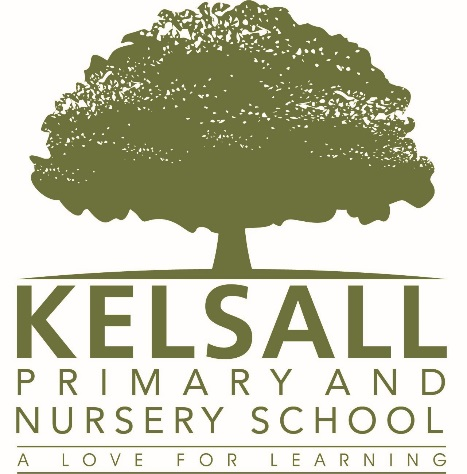 KELSALL
PRIMARY AND
NURSERY SCHOOL
A LOVE FOR LEARNING